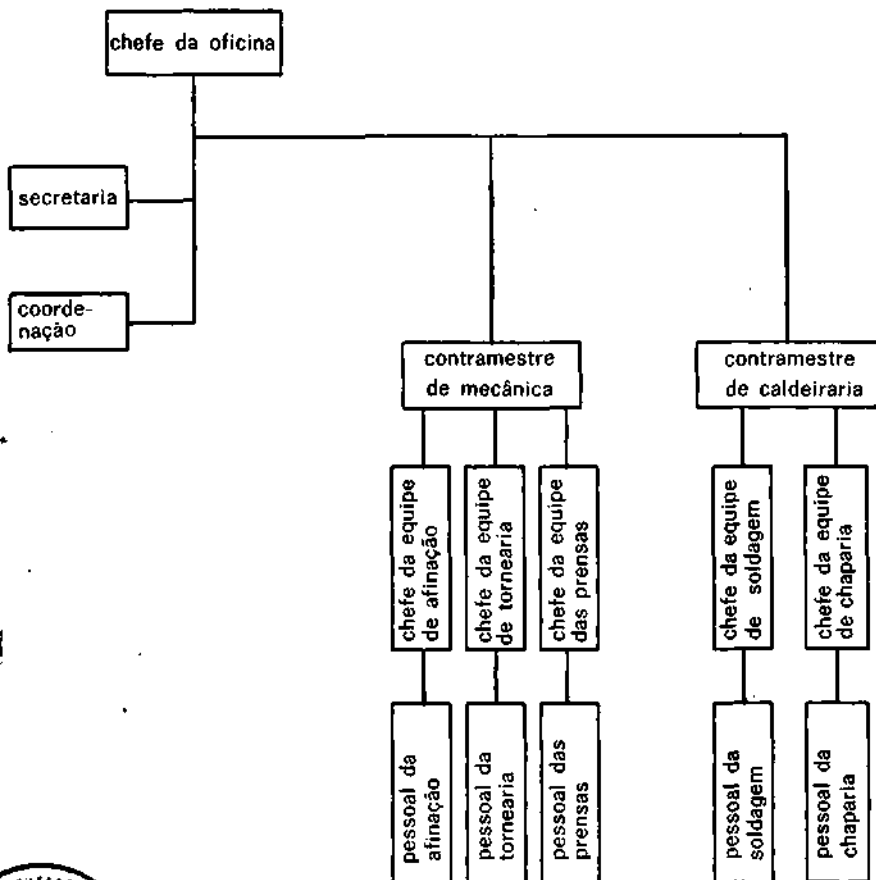 chefe da oficina
secretaria
coorde-
nação
contramestre
de mecânica
contramestre
de caldeiraria
chefe da equipe
de afinação
chefe da equipe
de tornearia
chefe da equipe
das prensas
chefe da equipe
de soldagem
chefe da equipe
de chaparia
pessoal da
afinação
pessoal da
tornearia
pessoal das
prensas
pessoal da
soldagem
pessoal da
chaparia